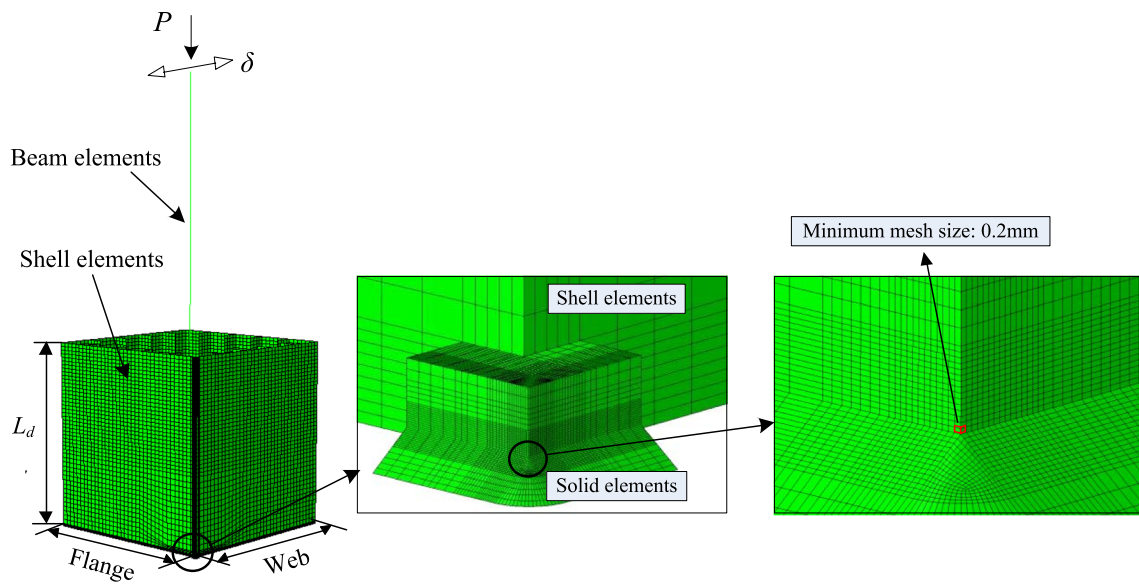 P
δ
Beam elements
Shell elements
L_d
Flange
Web
Shell elements
Solid elements
Minimum mesh size: 0.2mm